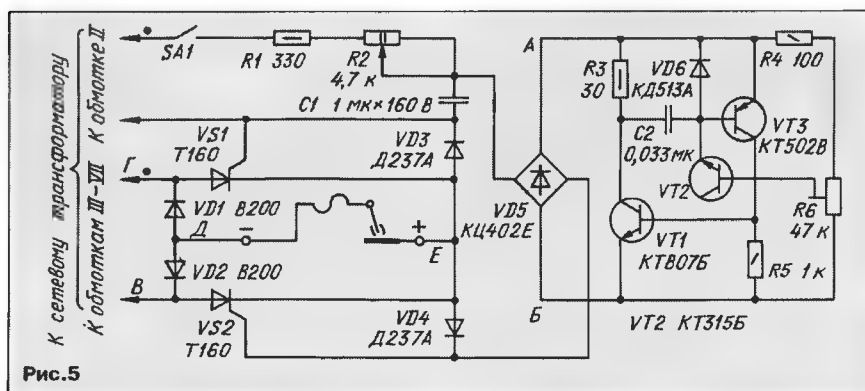 К сетевому трансформатору
К обмотке II
К обмоткам III-VII
SA1
R1 330
R2
4,7 к
C1 1 мк×160 В
VS1
Т160
Г
VD3
Д237А
VD1 В200
Д
−
+
Е
VD2 В200
В
VS2
Т160
VD4
Д237А
VD5
КЦ402Е
А
Б
R3
30
VD6
КД513А
C2
0,033мк
R4 100
VT3
КТ502В
VT2
R6
47 к
VT1
КТ807Б
R5 1 к
VT2 КТ315Б
Рис.5